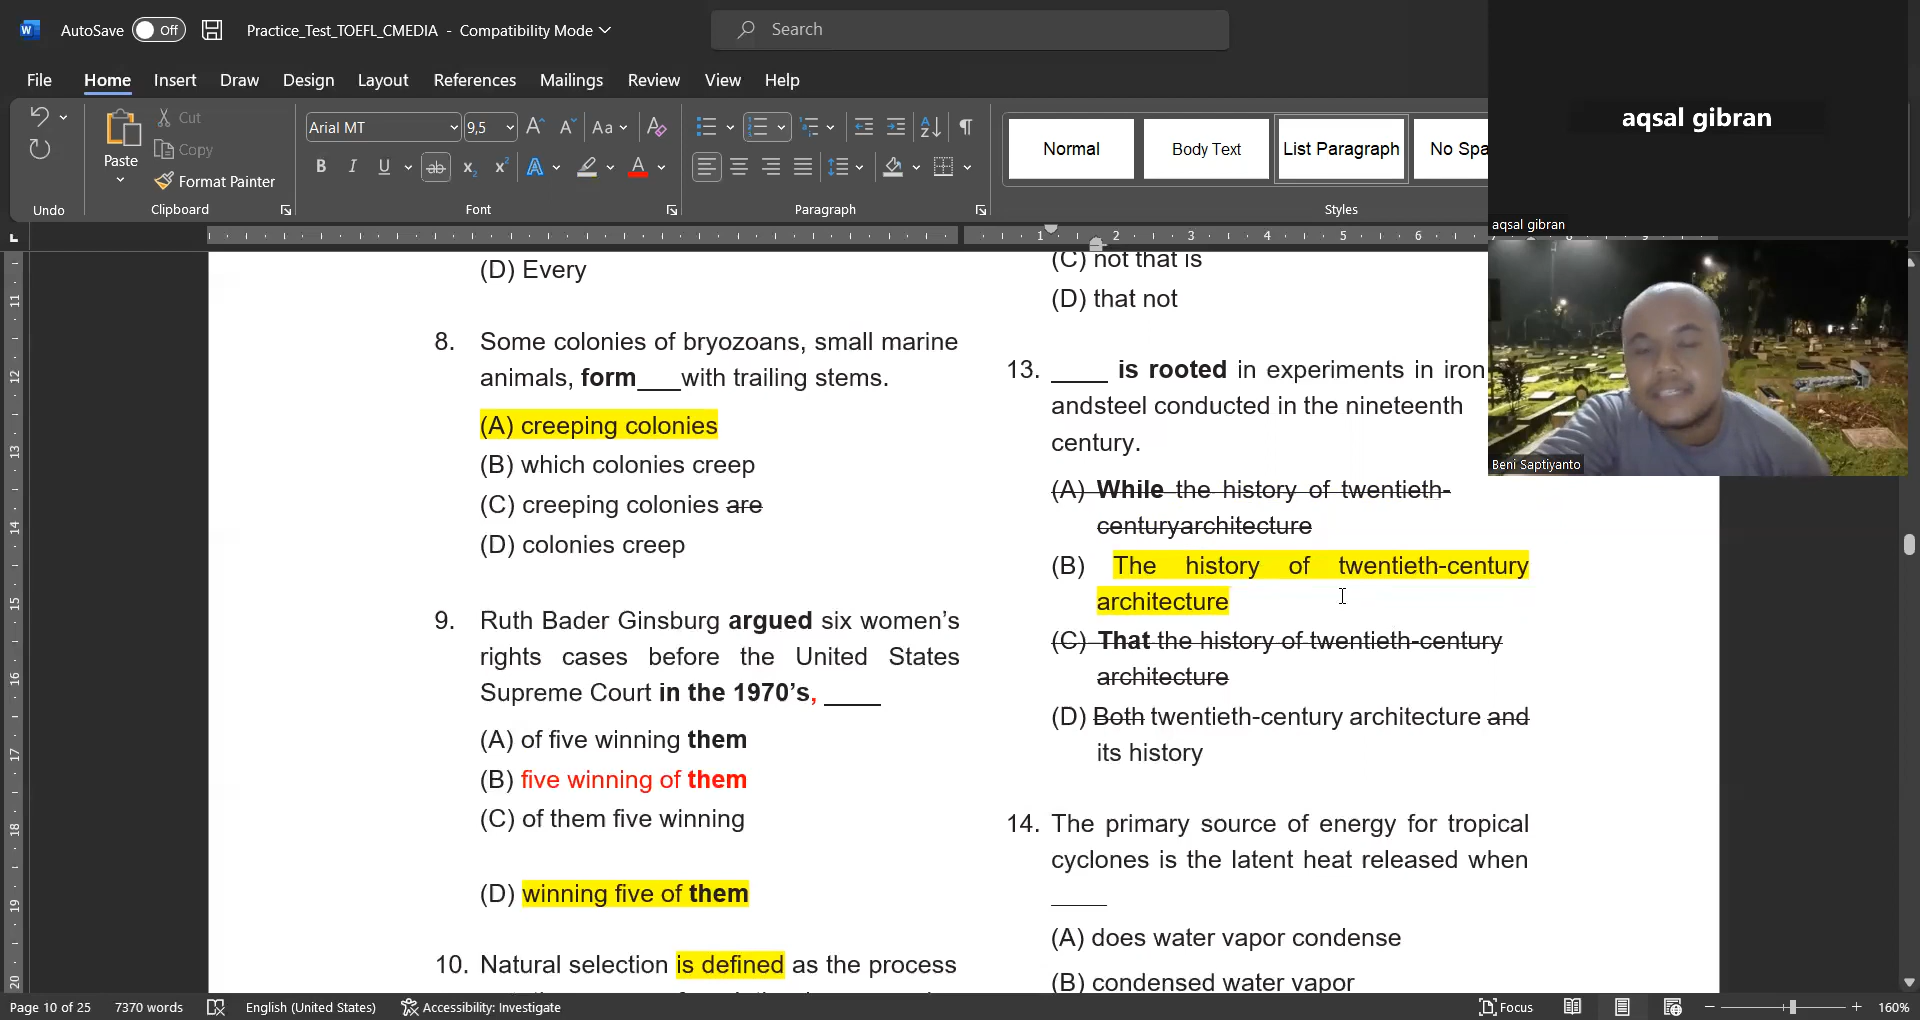 AutoSave Off Practice_Test_TOEFL_CMEDIA - Compatibility Mode
Search
File Home Insert Draw Design Layout References Mailings Review View Help
Paste
Cut
Copy
Format Painter
Arial MT 9,5
Normal
Body Text
List Paragraph
No Spa
Undo Clipboard Font Paragraph Styles
aqsal gibran
aqsal gibran
Beni Saptiyanto
(D) Every
8. Some colonies of bryozoans, small marine
animals, form___with trailing stems.
(A) creeping colonies
(B) which colonies creep
(C) creeping colonies are
(D) colonies creep
9. Ruth Bader Ginsburg argued six women’s
rights cases before the United States
Supreme Court in the 1970’s, ____
(A) of five winning them
(B) five winning of them
(C) of them five winning
(D) winning five of them
10. Natural selection is defined as the process
(C) not that is
(D) that not
13. ____ is rooted in experiments in iron
andsteel conducted in the nineteenth
century.
(A) While the history of twentieth-
centuryarchitecture
(B) The history of twentieth-century
architecture
(C) That the history of twentieth-century
architecture
(D) Both twentieth-century architecture and
its history
14. The primary source of energy for tropical
cyclones is the latent heat released when
____
(A) does water vapor condense
(B) condensed water vapor
Page 10 of 25 7370 words English (United States) Accessibility: Investigate Focus 160%